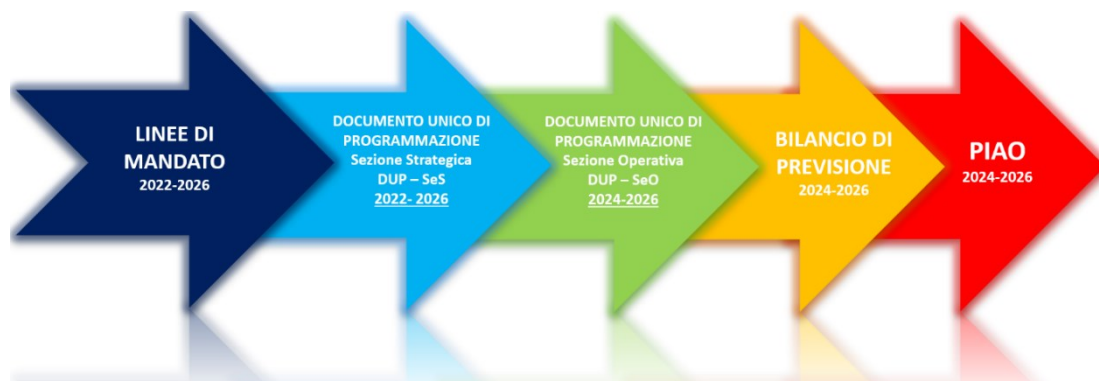 LINEE DI
MANDATO
2022-2026
DOCUMENTO UNICO DI
PROGRAMMAZIONE
Sezione Strategica
DUP – SeS
2022- 2026
DOCUMENTO UNICO DI
PROGRAMMAZIONE
Sezione Operativa
DUP – SeO
2024-2026
BILANCIO DI
PREVISIONE
2024-2026
PIAO
2024-2026